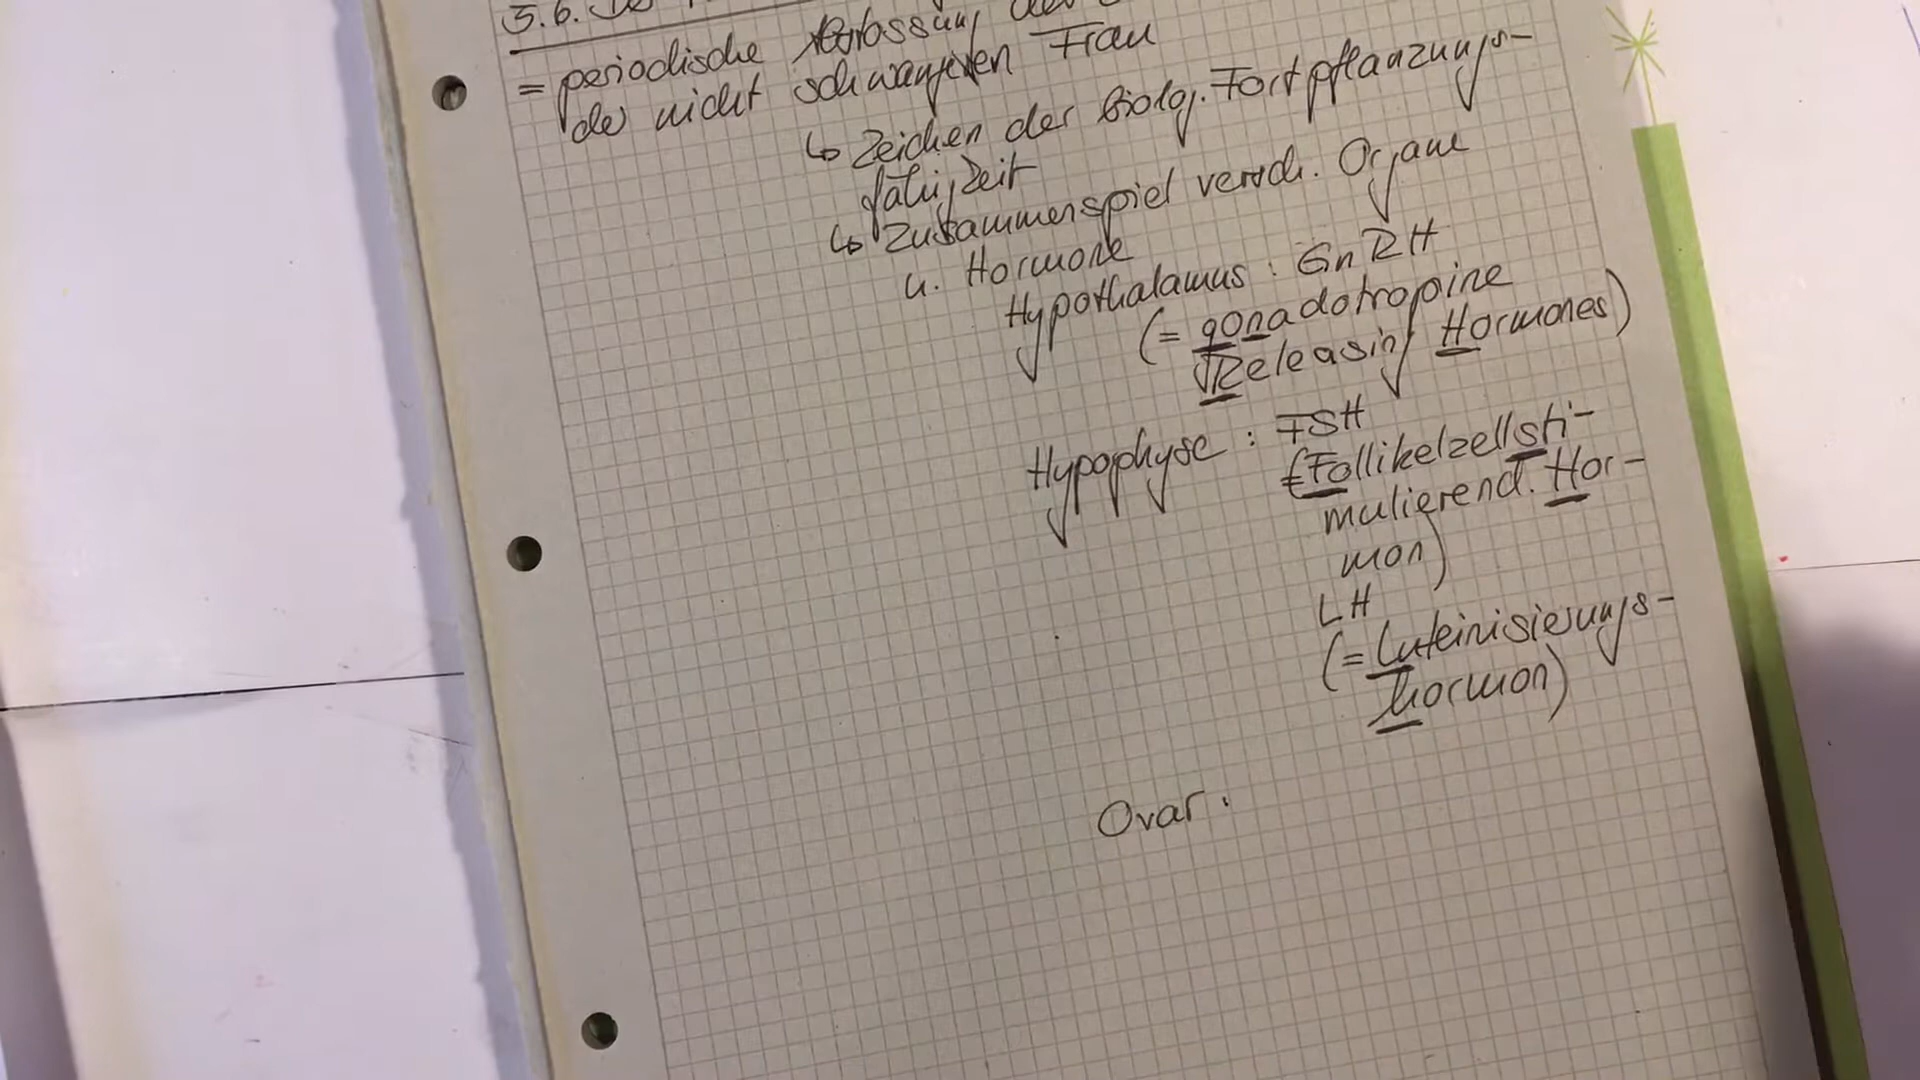 5.6. De
= periodische der
der nicht schwangeren Frau
↳ Zeichen der biolog. Fortpflanzungs-
fähigkeit
↳ Zusammenspiel versch. Organe
u. Hormone
Hypothalamus : GnRH
(= gonadotropine
Releasing Hormones)
Hypophyse : FSH
(Follikelzellsti-
mulierend. Hor-
mon)
LH
(= Luteinisierungs-
hormon)
Ovar :